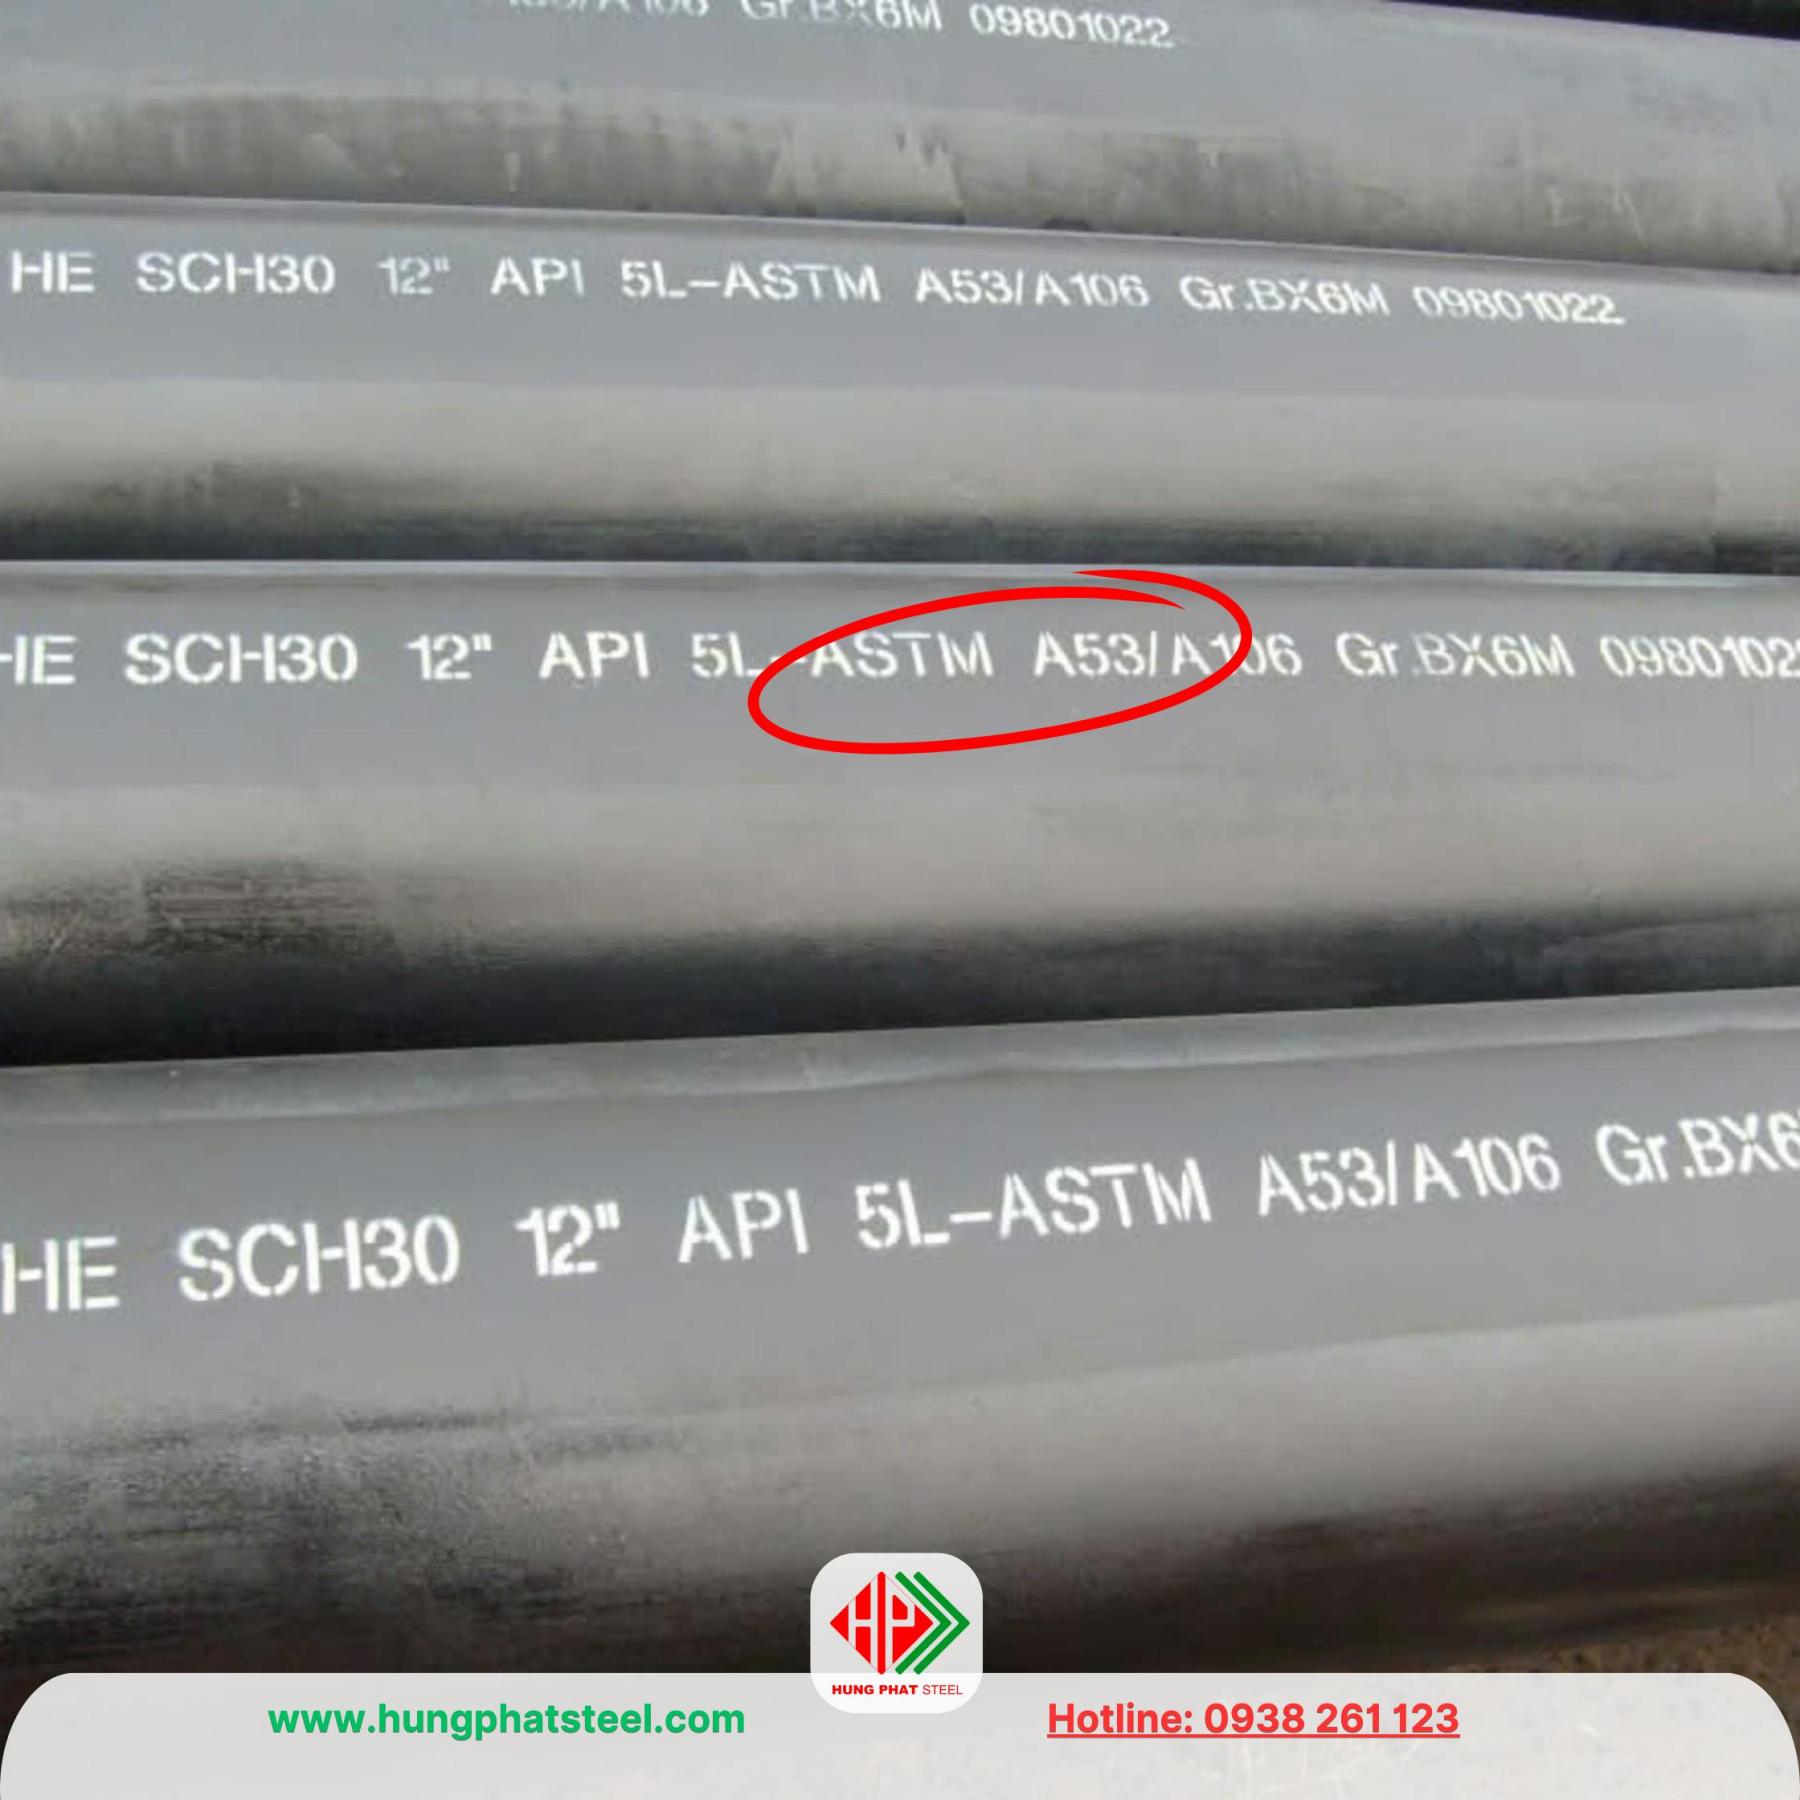 Gr.BX6M 09801022
HE SCH30 12" API 5L-ASTM A53/A106 Gr.BX6M 09801022
HE SCH30 12" API 5L-ASTM A53/A106 Gr.BX6M 0980102
HE SCH30 12" API 5L-ASTM A53/A106 Gr.BX6
HP
HUNG PHAT STEEL
www.hungphatsteel.com Hotline: 0938 261 123